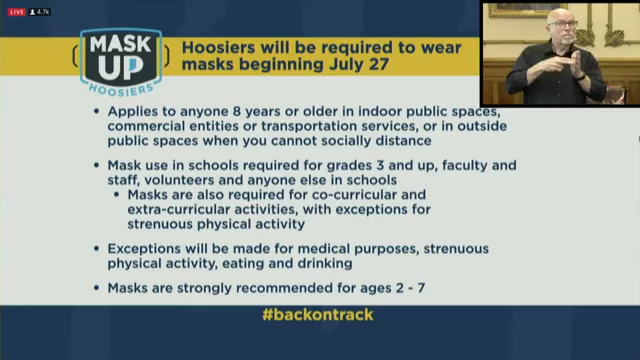 LIVE 4.7k
MASK
UP
HOOSIERS
Hoosiers will be required to wear
masks beginning July 27
• Applies to anyone 8 years or older in indoor public spaces,
commercial entities or transportation services, or in outside
public spaces when you cannot socially distance
• Mask use in schools required for grades 3 and up, faculty and
staff, volunteers and anyone else in schools
• Masks are also required for co-curricular and
extra-curricular activities, with exceptions for
strenuous physical activity
• Exceptions will be made for medical purposes, strenuous
physical activity, eating and drinking
• Masks are strongly recommended for ages 2 - 7
#backontrack